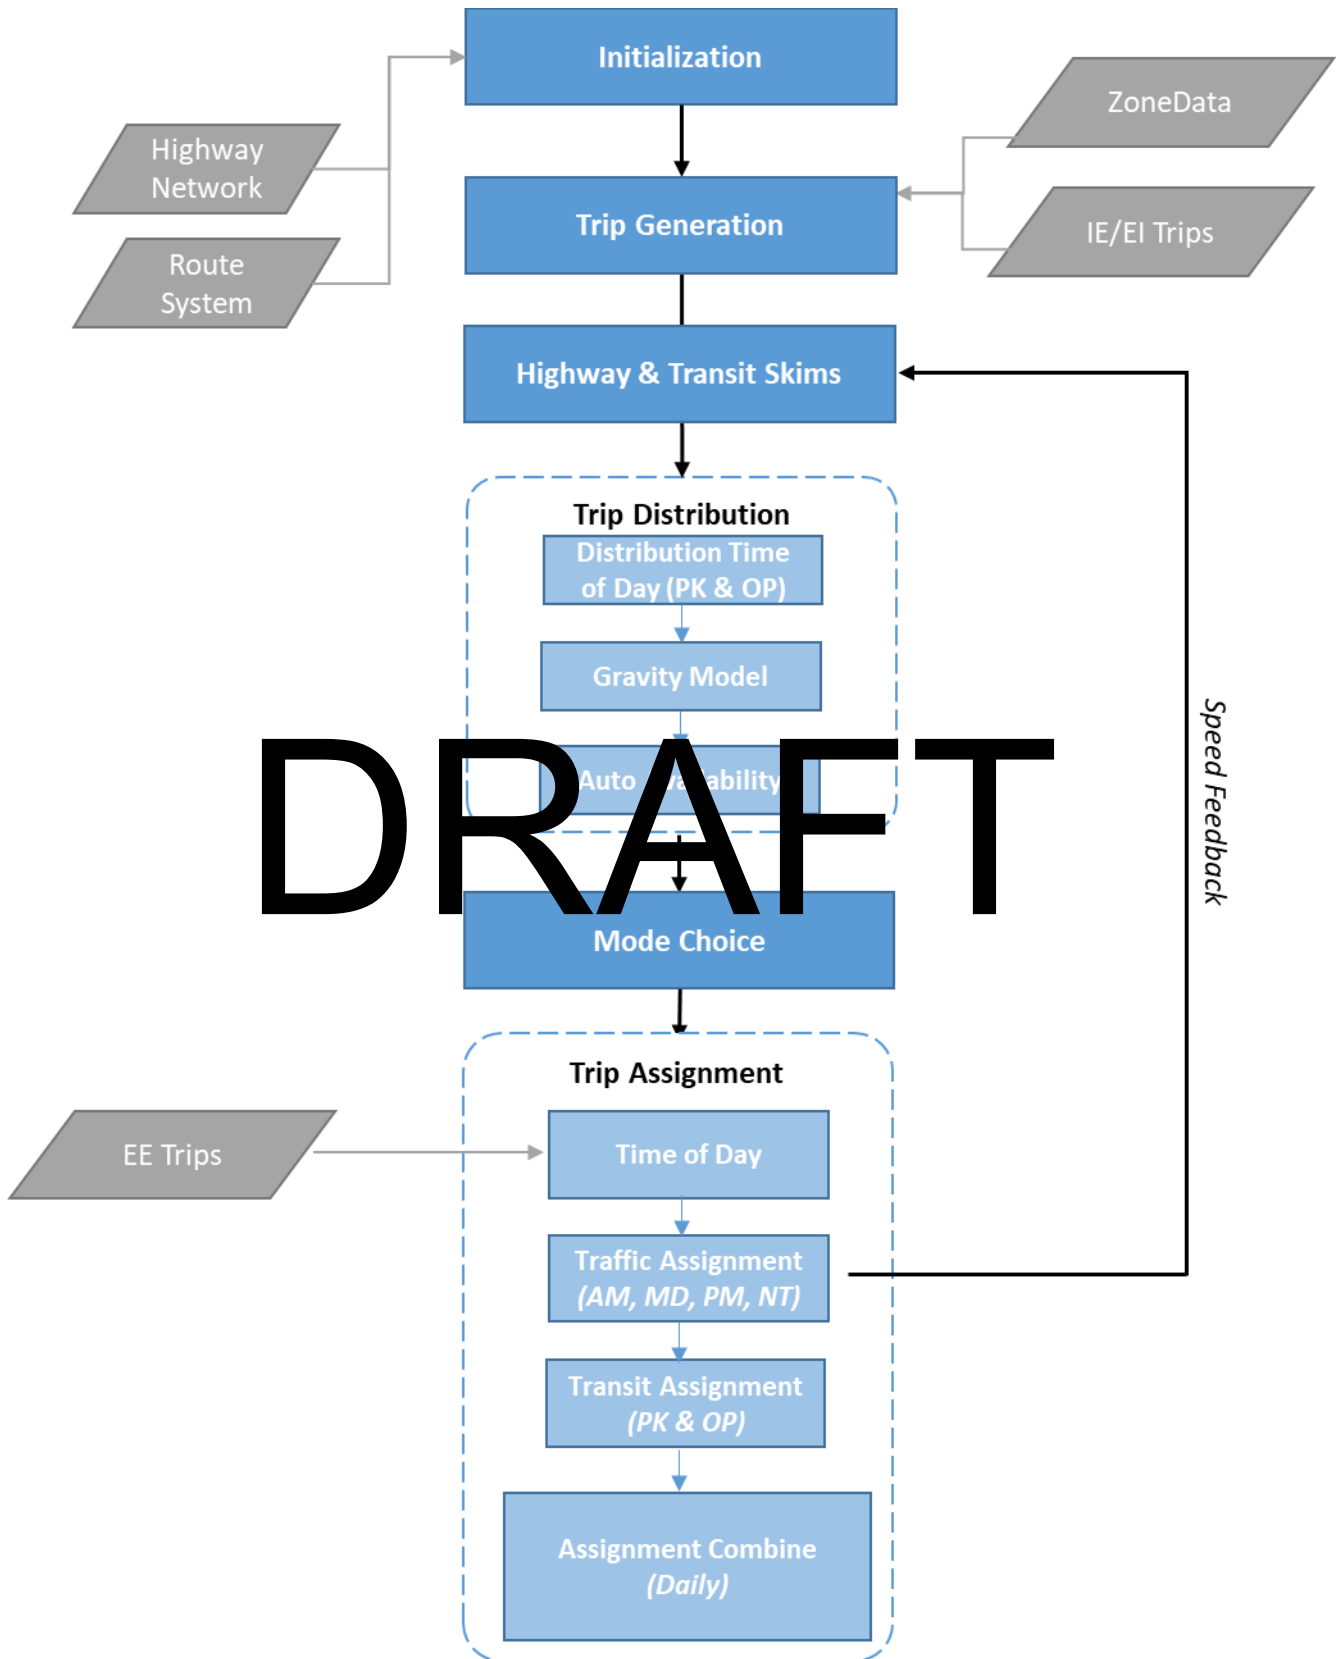 Initialization
ZoneData
Highway
Network
Trip Generation
IE/EI Trips
Route
System
Highway & Transit Skims
Trip Distribution
Distribution Time
of Day (PK & OP)
Gravity Model
Auto Availability
DRAFT
Speed Feedback
Mode Choice
Trip Assignment
EE Trips
Time of Day
Traffic Assignment
(AM, MD, PM, NT)
Transit Assignment
(PK & OP)
Assignment Combine
(Daily)